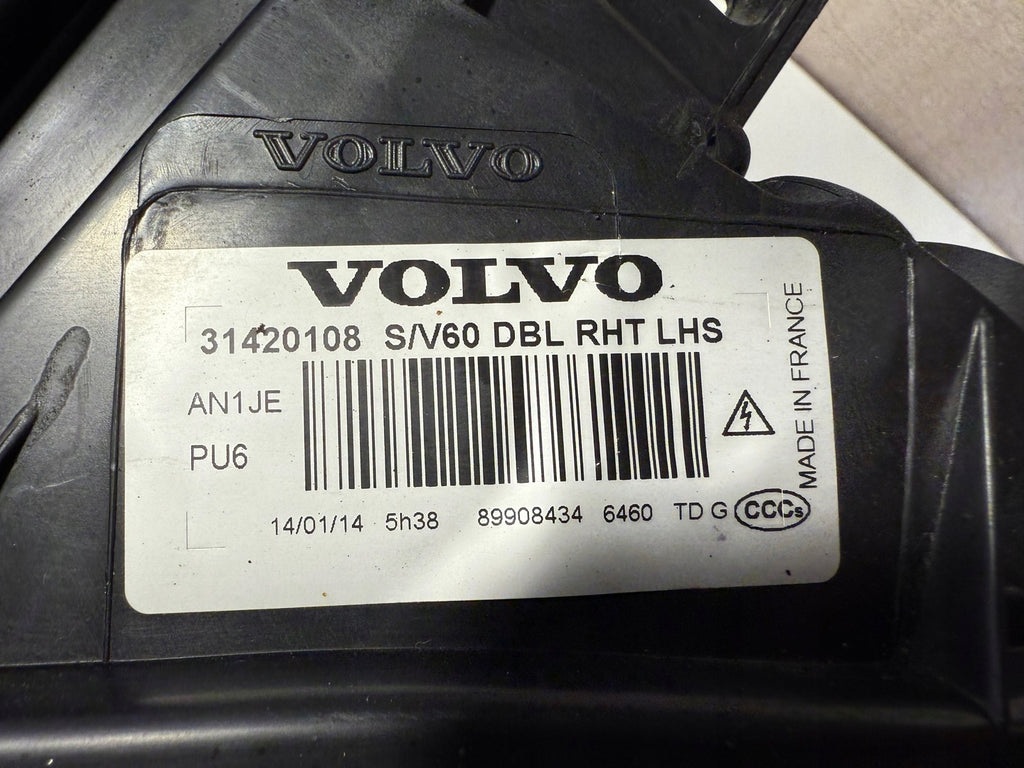 VOLVO
VOLVO
31420108 S/V60 DBL RHT LHS
AN1JE
PU6
14/01/14 5h38 89908434 6460 TD G CCCs
MADE IN FRANCE